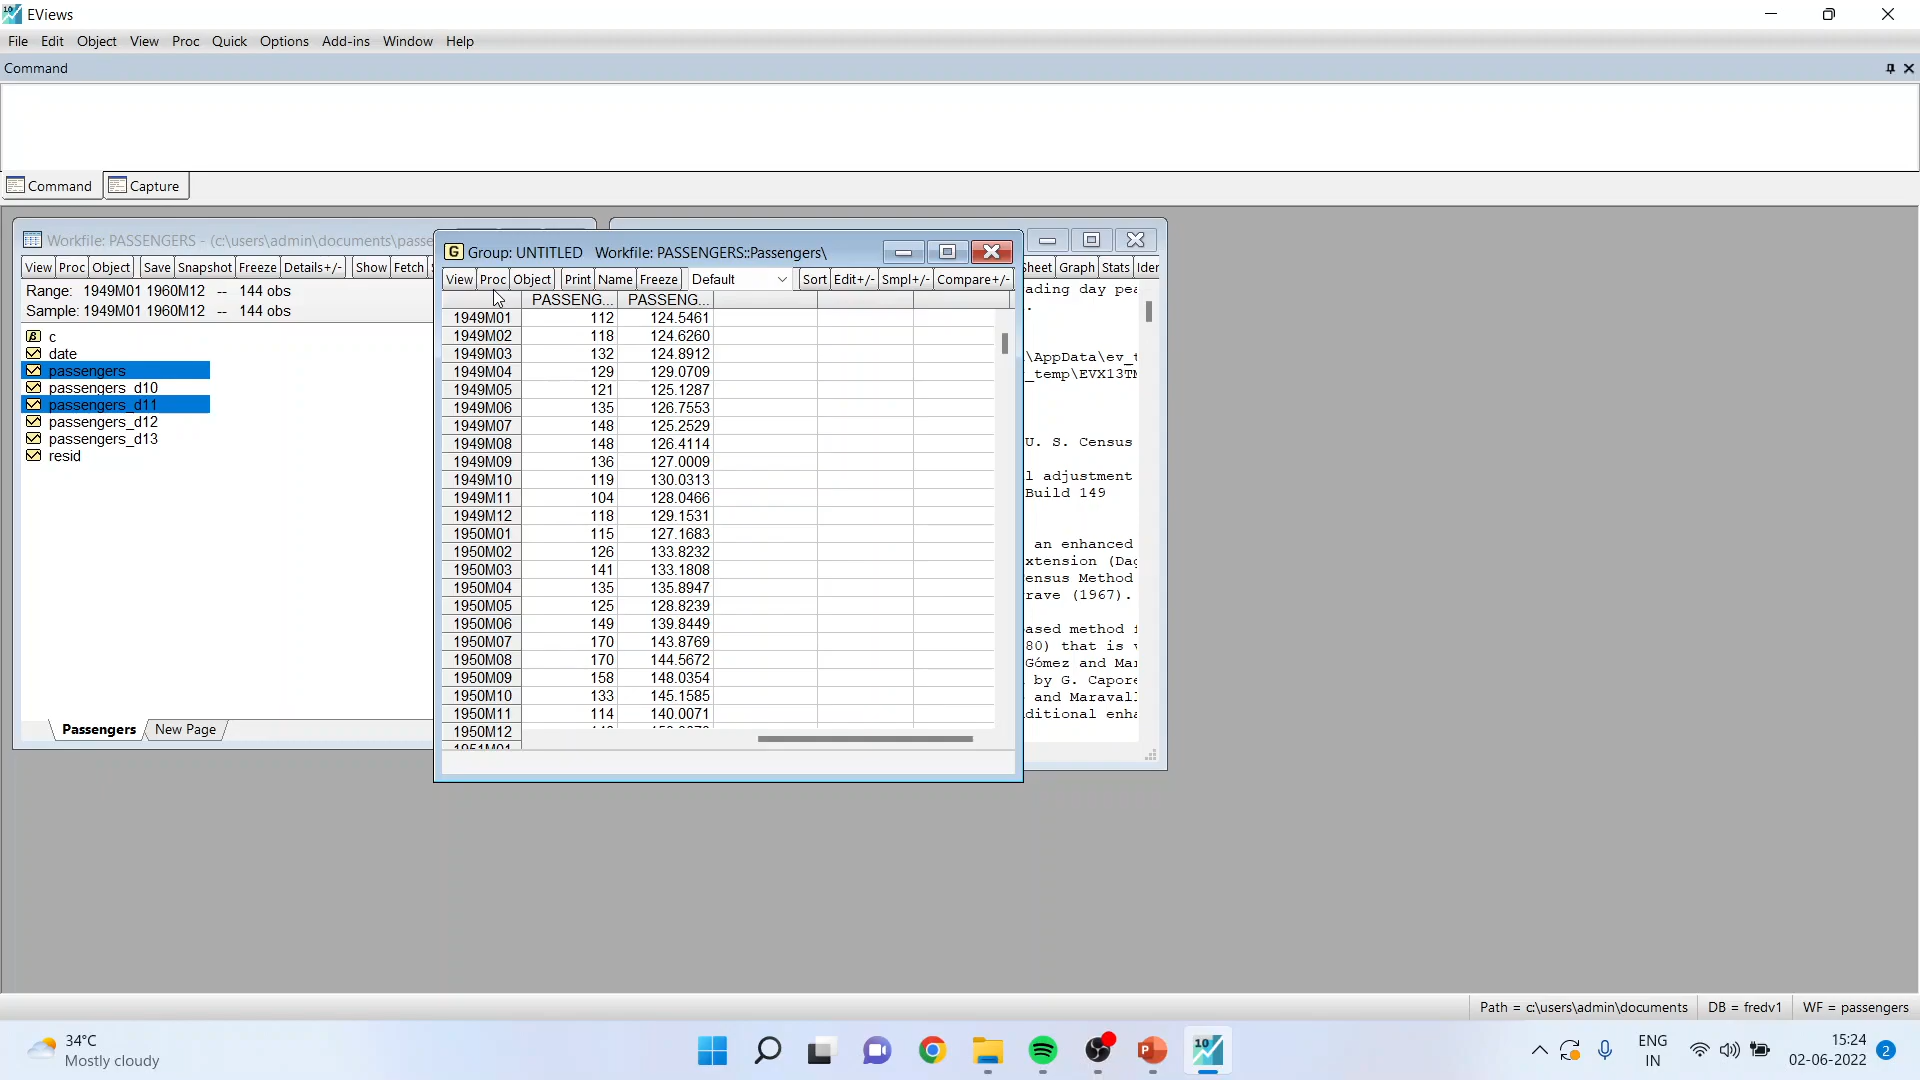 EViews
File Edit Object View Proc Quick Options Add-ins Window Help
Command
Command Capture
Workfile: PASSENGERS - (c:\users\admin\documents\passe
View Proc Object Save Snapshot Freeze Details+/- Show Fetch
Range: 1949M01 1960M12 -- 144 obs
Sample: 1949M01 1960M12 -- 144 obs
c
date
passengers
passengers_d10
passengers_d11
passengers_d12
passengers_d13
resid
Passengers New Page
Group: UNTITLED Workfile: PASSENGERS::Passengers\
View Proc Object Print Name Freeze Default Sort Edit+/- Smpl+/- Compare+/-
PASSENG... PASSENG...
1949M01 112 124.5461
1949M02 118 124.6260
1949M03 132 124.8912
1949M04 129 129.0709
1949M05 121 125.1287
1949M06 135 126.7553
1949M07 148 125.2529
1949M08 148 126.4114
1949M09 136 127.0009
1949M10 119 130.0313
1949M11 104 128.0466
1949M12 118 129.1531
1950M01 115 127.1683
1950M02 126 133.8232
1950M03 141 133.1808
1950M04 135 135.8947
1950M05 125 128.8239
1950M06 149 139.8449
1950M07 170 143.8769
1950M08 170 144.5672
1950M09 158 148.0354
1950M10 133 145.1585
1950M11 114 140.0071
1950M12
1951M01
Sheet Graph Stats Iden
ading day pea
.
\AppData\ev_t
_temp\EVX13TM
U. S. Census
l adjustment
Build 149
an enhanced
xtension (Dag
ensus Method
rave (1967).
ased method f
80) that is v
Gómez and Mar
by G. Capore
and Maraval
ditional enha
Path = c:\users\admin\documents DB = fredv1 WF = passengers
34°C
Mostly cloudy
ENG
IN
15:24
02-06-2022
2